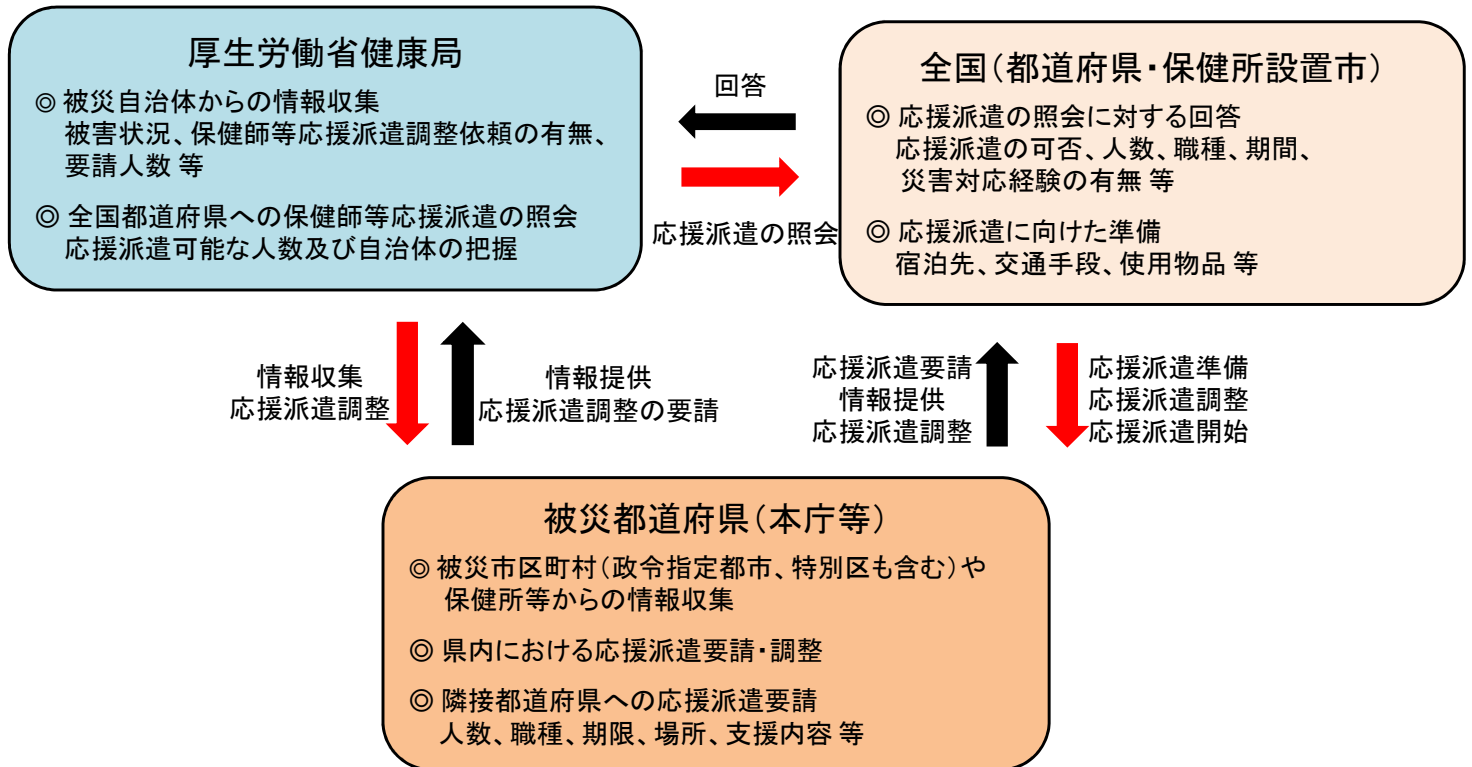 厚生労働省健康局
◎ 被災自治体からの情報収集
被害状況、保健師等応援派遣調整依頼の有無、
要請人数 等
◎ 全国都道府県への保健師等応援派遣の照会
応援派遣可能な人数及び自治体の把握
回答
応援派遣の照会
全国(都道府県・保健所設置市)
◎ 応援派遣の照会に対する回答
応援派遣の可否、人数、職種、期間、
災害対応経験の有無 等
◎ 応援派遣に向けた準備
宿泊先、交通手段、使用物品 等
情報収集
応援派遣調整
情報提供
応援派遣調整の要請
応援派遣要請
情報提供
応援派遣調整
応援派遣準備
応援派遣調整
応援派遣開始
被災都道府県(本庁等)
◎ 被災市区町村(政令指定都市、特別区も含む)や
保健所等からの情報収集
◎ 県内における応援派遣要請・調整
◎ 隣接都道府県への応援派遣要請
人数、職種、期限、場所、支援内容 等